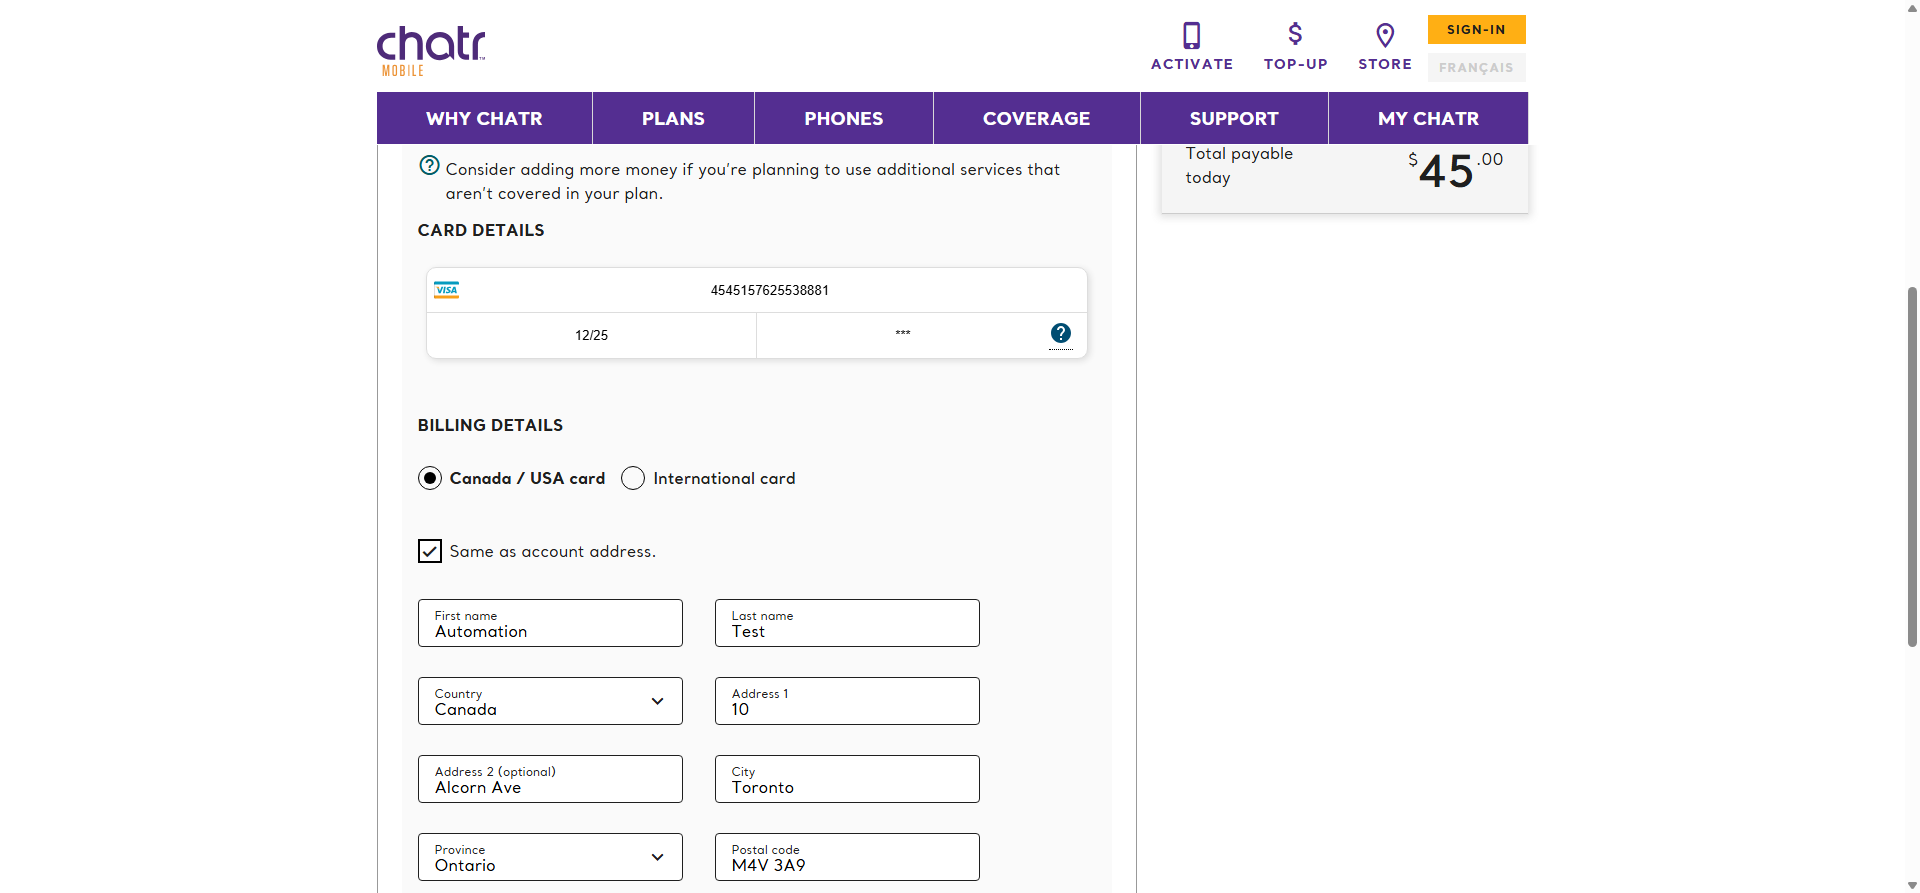 chatr
MOBILE
ACTIVATE
TOP-UP
STORE
SIGN-IN
FRANÇAIS
WHY CHATR
PLANS
PHONES
COVERAGE
SUPPORT
MY CHATR
Consider adding more money if you’re planning to use additional services that
aren’t covered in your plan.
Total payable
today
$45.00
CARD DETAILS
VISA
4545157625538881
12/25
***
BILLING DETAILS
Canada / USA card
International card
Same as account address.
First name
Automation
Last name
Test
Country
Canada
Address 1
10
Address 2 (optional)
Alcorn Ave
City
Toronto
Province
Ontario
Postal code
M4V 3A9